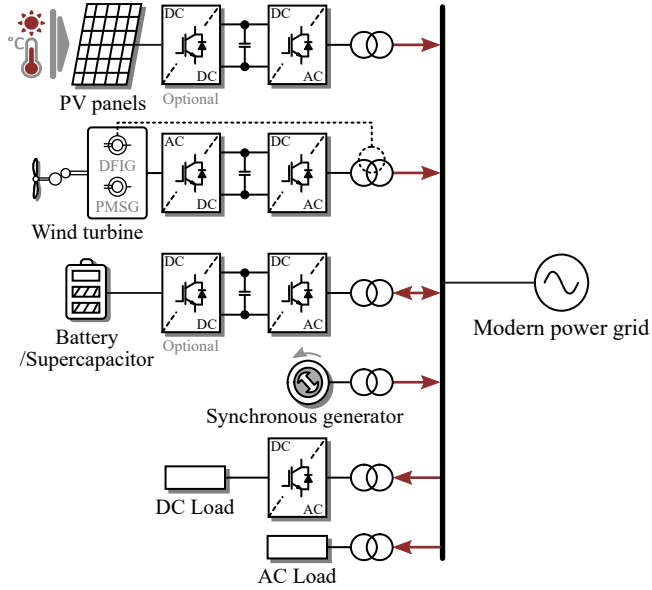 °C
DC
DC
DC
AC
PV panels
Optional
AC
DC
DC
AC
DFIG
PMSG
Wind turbine
DC
DC
DC
AC
Battery
/Supercapacitor
Optional
Modern power grid
Synchronous generator
DC
AC
DC Load
AC Load